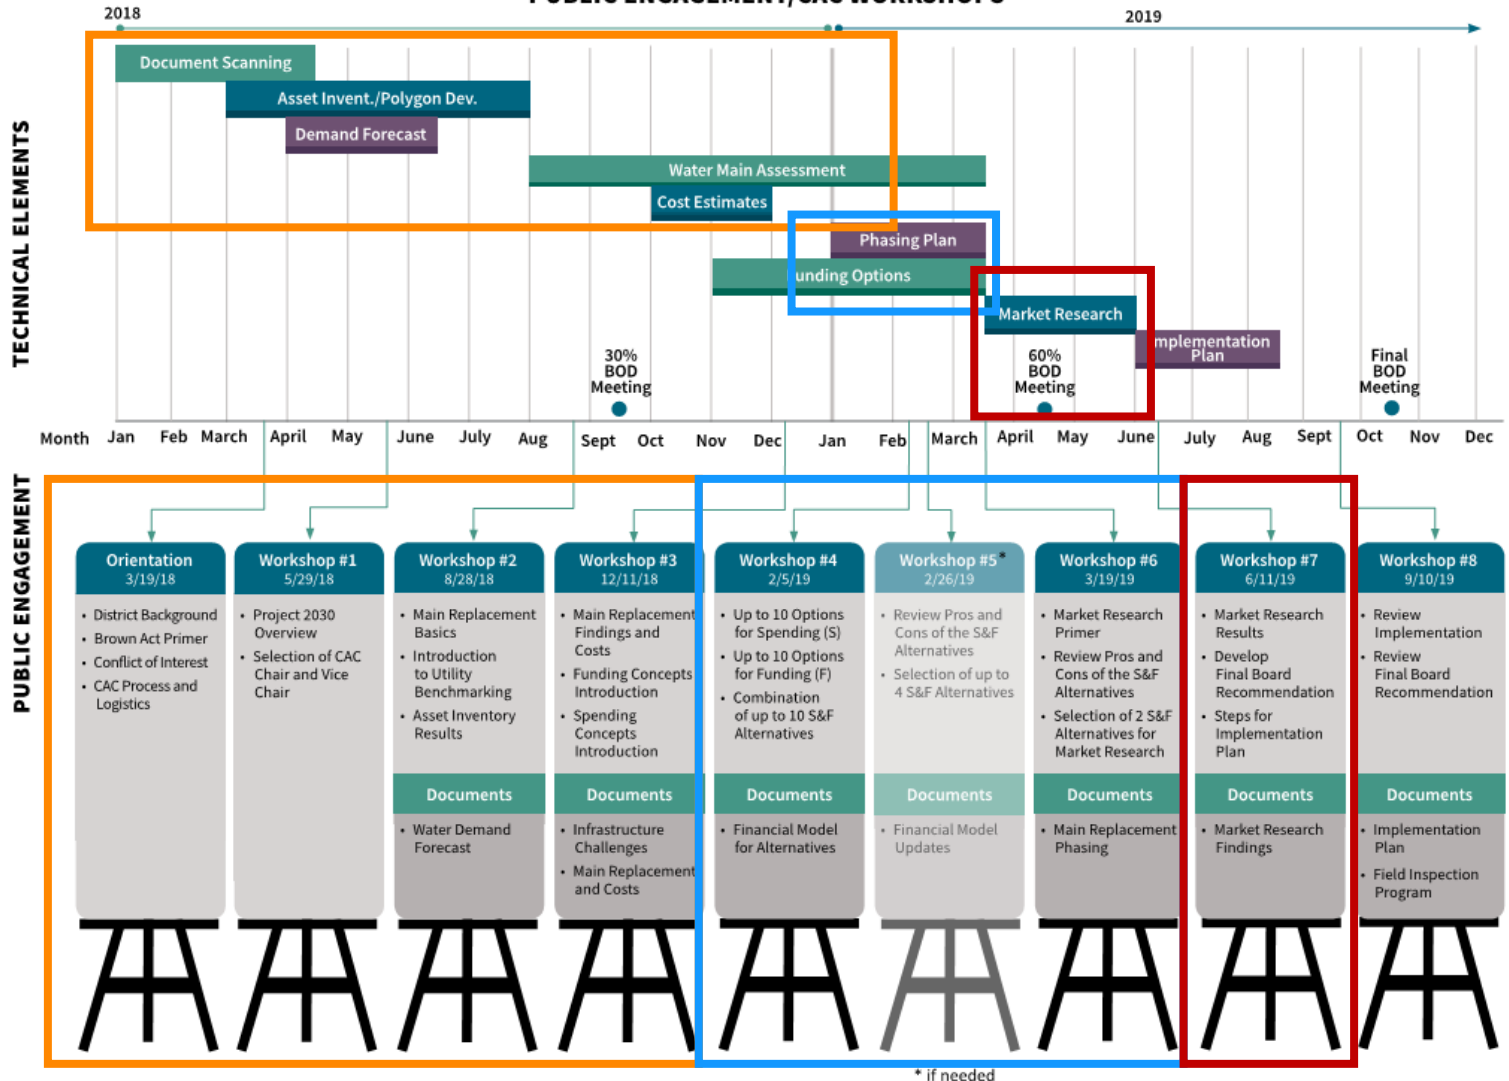 PUBLIC ENGAGEMENT/CAC WORKSHOPS
2018
2019
TECHNICAL ELEMENTS
Document Scanning
Asset Invent./Polygon Dev.
Demand Forecast
Water Main Assessment
Cost Estimates
Phasing Plan
unding Options
Market Research
mplementation
Plan
30%
BOD
Meeting
60%
BOD
Meeting
Final
BOD
Meeting
Month Jan Feb March April May June July Aug Sept Oct Nov Dec Jan Feb March April May June July Aug Sept Oct Nov Dec
PUBLIC ENGAGEMENT
Orientation
3/19/18
• District Background
• Brown Act Primer
• Conflict of Interest
• CAC Process and
Logistics
Workshop #1
5/29/18
• Project 2030
Overview
• Selection of CAC
Chair and Vice
Chair
Workshop #2
8/28/18
• Main Replacement
Basics
• Introduction
to Utility
Benchmarking
• Asset Inventory
Results
Documents
• Water Demand
Forecast
Workshop #3
12/11/18
• Main Replacement
Findings and
Costs
• Funding Concepts
Introduction
• Spending
Concepts
Introduction
Documents
• Infrastructure
Challenges
• Main Replacement
and Costs
Workshop #4
2/5/19
• Up to 10 Options
for Spending (S)
• Up to 10 Options
for Funding (F)
• Combination
of up to 10 S&F
Alternatives
Documents
• Financial Model
for Alternatives
Workshop #5*
2/26/19
• Review Pros and
Cons of the S&F
Alternatives
• Selection of up to
4 S&F Alternatives
Documents
• Financial Model
Updates
Workshop #6
3/19/19
• Market Research
Primer
• Review Pros and
Cons of the S&F
Alternatives
• Selection of 2 S&F
Alternatives for
Market Research
Documents
• Main Replacement
Phasing
Workshop #7
6/11/19
• Market Research
Results
• Develop
Final Board
Recommendation
• Steps for
Implementation
Plan
Documents
• Market Research
Findings
Workshop #8
9/10/19
• Review
Implementation
• Review
Final Board
Recommendation
Documents
• Implementation
Plan
• Field Inspection
Program
* if needed